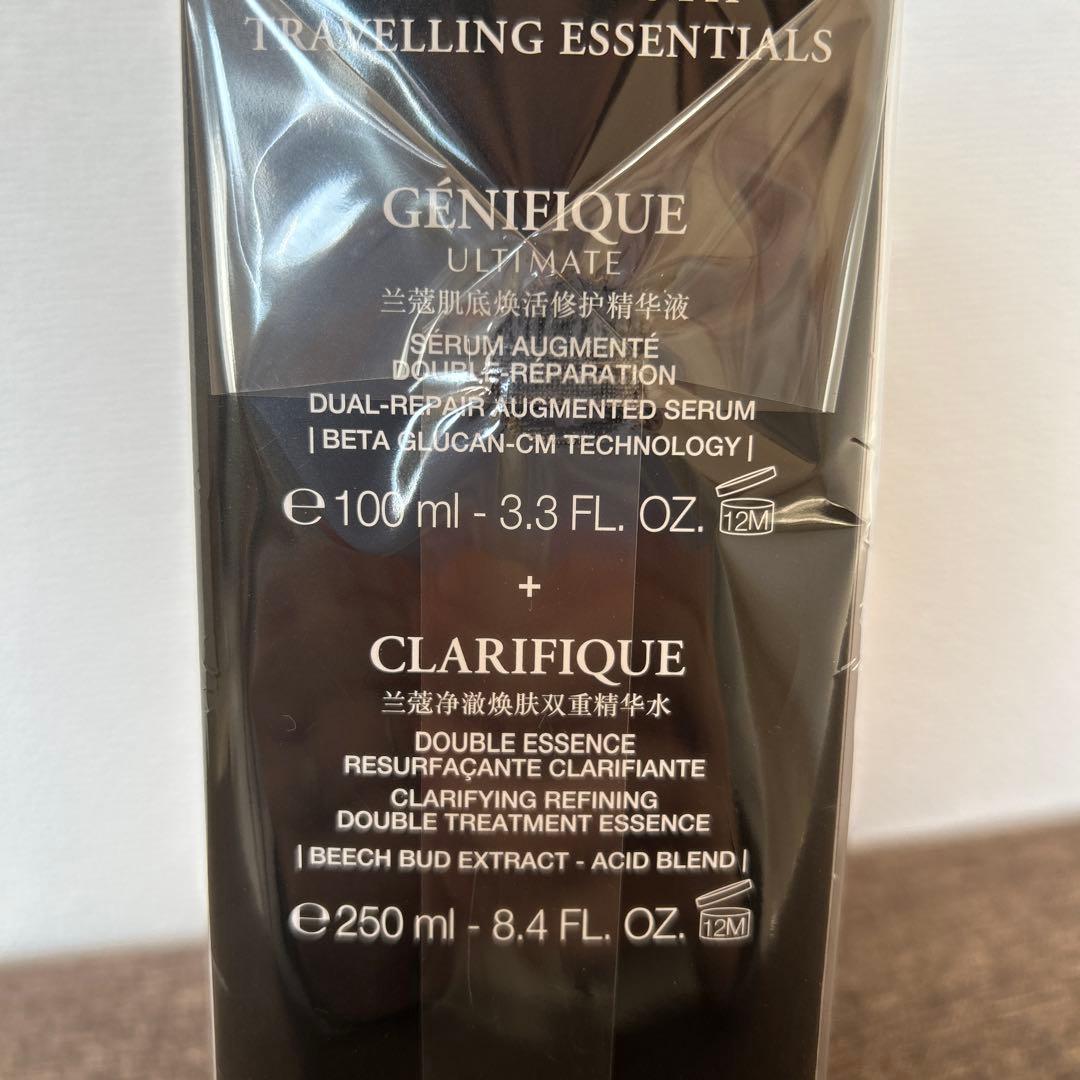 TRAVELLING ESSENTIALS
GÉNIFIQUE
ULTIMATE
兰蔻肌底焕活修护精华液
SÉRUM AUGMENTÉ
DOUBLE-RÉPARATION
DUAL-REPAIR AUGMENTED SERUM
| BETA GLUCAN-CM TECHNOLOGY |
℮ 100 ml - 3.3 FL. OZ. 12M
+
CLARIFIQUE
兰蔻净澈焕肤双重精华水
DOUBLE ESSENCE
RESURFAÇANTE CLARIFIANTE
CLARIFYING REFINING
DOUBLE TREATMENT ESSENCE
| BEECH BUD EXTRACT - ACID BLEND |
℮ 250 ml - 8.4 FL. OZ. 12M